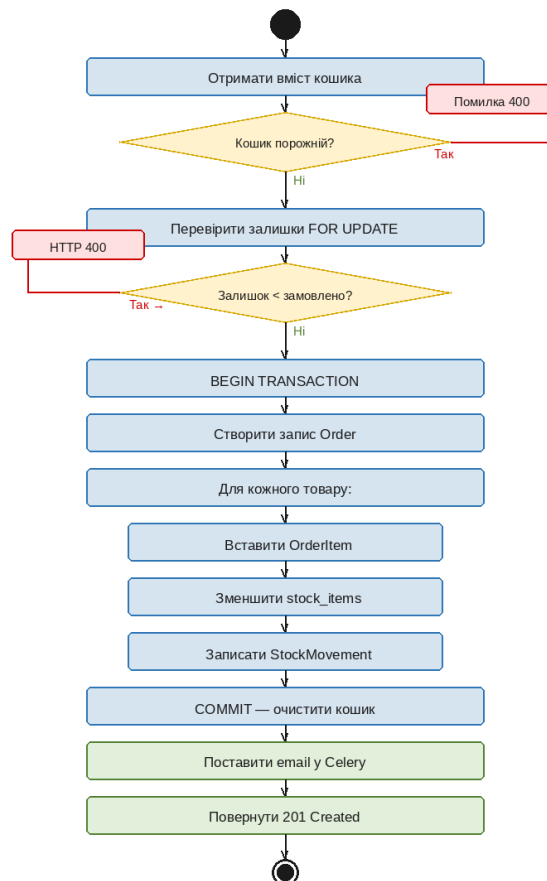 Отримати вміст кошика
Помилка 400
Кошик порожній?
Так
Ні
Перевірити залишки FOR UPDATE
HTTP 400
Залишок < замовлено?
Так →
Ні
BEGIN TRANSACTION
Створити запис Order
Для кожного товару:
Вставити OrderItem
Зменшити stock_items
Записати StockMovement
COMMIT — очистити кошик
Поставити email у Celery
Повернути 201 Created